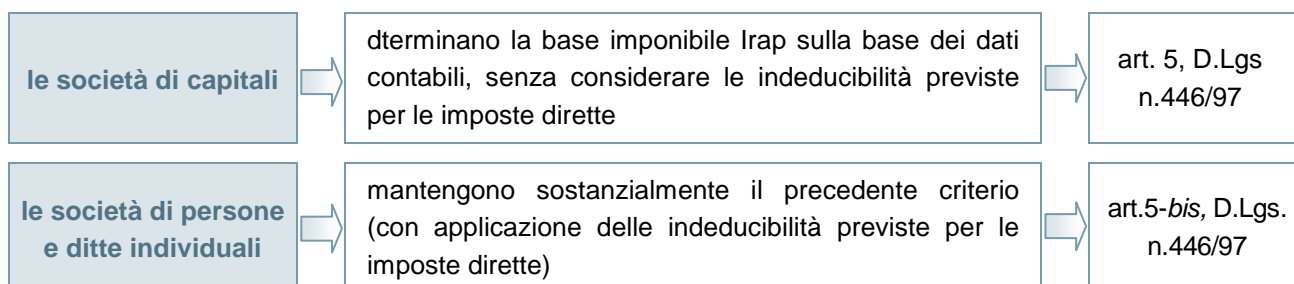 le società di capitali
dterminano la base imponibile Irap sulla base dei dati
contabili, senza considerare le indeducibilità previste
per le imposte dirette
art. 5, D.Lgs
n.446/97
le società di persone
e ditte individuali
mantengono sostanzialmente il precedente criterio
(con applicazione delle indeducibilità previste per le
imposte dirette)
art.5-bis, D.Lgs.
n.446/97